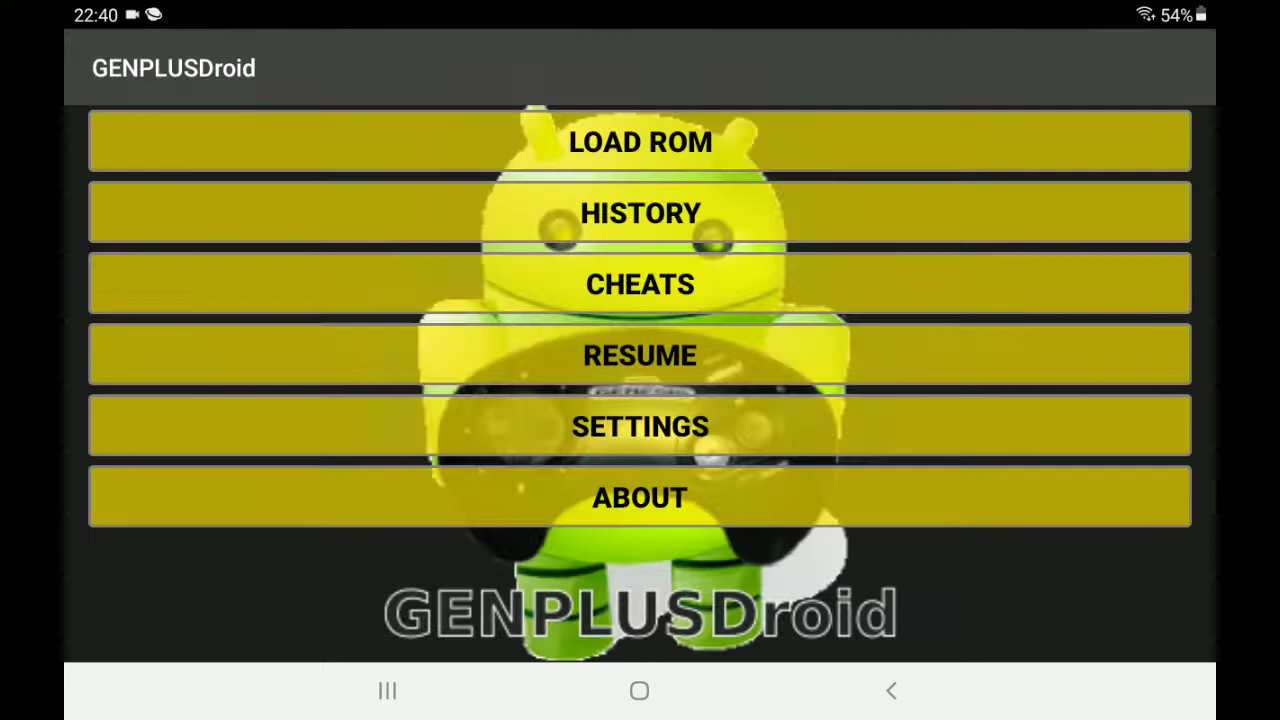 22:40
54%
GENPLUSDroid
LOAD ROM
HISTORY
CHEATS
RESUME
SETTINGS
ABOUT
GENPLUSDroid